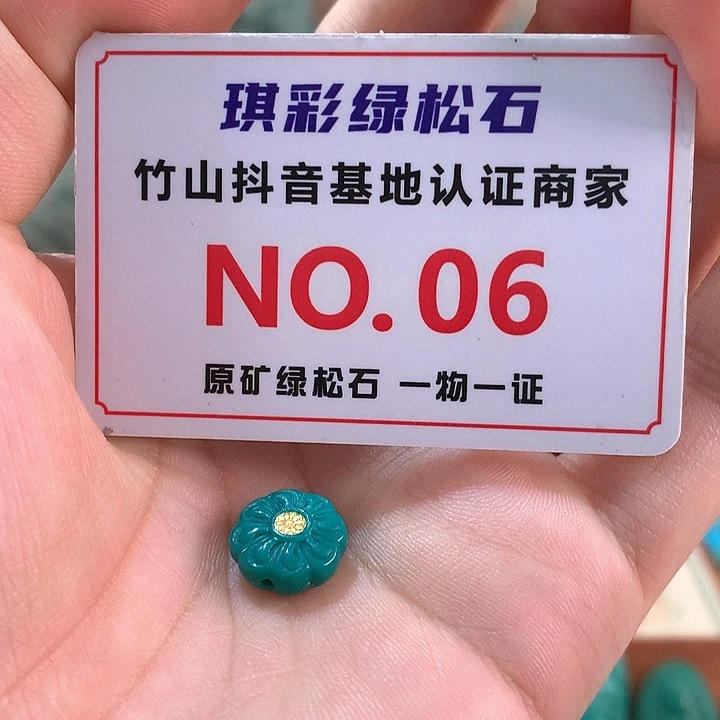 琪彩绿松石
竹山抖音基地认证商家
NO.06
原矿绿松石 一物一证